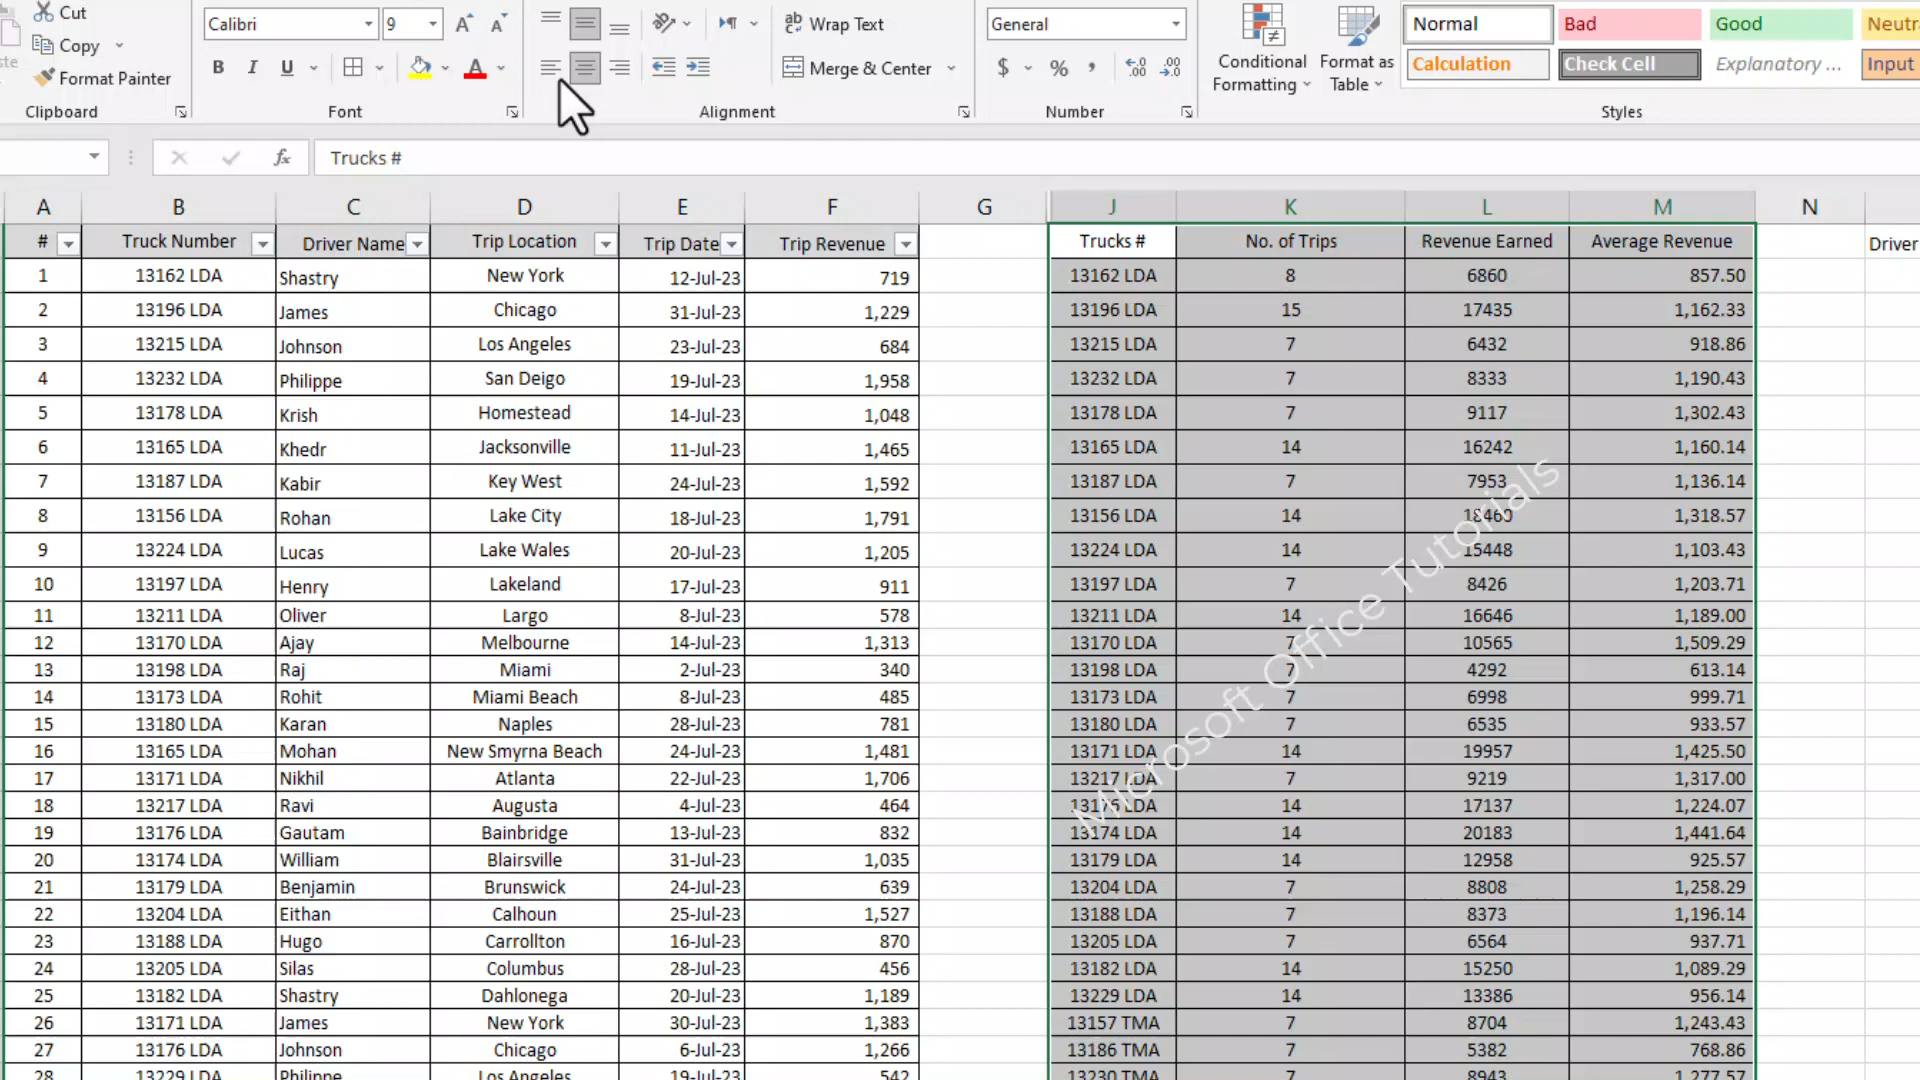 Cut
Copy
Format Painter
Clipboard
Calibri 9 A A
B I U A
Font
ab Wrap Text
Merge & Center
Alignment
General
$ % ,
Number
Conditional Formatting
Format as Table
Normal Bad Good
Calculation Check Cell Explanatory ... Input
Styles
fx Trucks #
A B C D E F G J K L M N
# Truck Number Driver Name Trip Location Trip Date Trip Revenue Trucks # No. of Trips Revenue Earned Average Revenue Driver
1 13162 LDA Shastry New York 12-Jul-23 719 13162 LDA 8 6860 857.50
2 13196 LDA James Chicago 31-Jul-23 1,229 13196 LDA 15 17435 1,162.33
3 13215 LDA Johnson Los Angeles 23-Jul-23 684 13215 LDA 7 6432 918.86
4 13232 LDA Philippe San Deigo 19-Jul-23 1,958 13232 LDA 7 8333 1,190.43
5 13178 LDA Krish Homestead 14-Jul-23 1,048 13178 LDA 7 9117 1,302.43
6 13165 LDA Khedr Jacksonville 11-Jul-23 1,465 13165 LDA 14 16242 1,160.14
7 13187 LDA Kabir Key West 24-Jul-23 1,592 13187 LDA 7 7953 1,136.14
8 13156 LDA Rohan Lake City 18-Jul-23 1,791 13156 LDA 14 18460 1,318.57
9 13224 LDA Lucas Lake Wales 20-Jul-23 1,205 13224 LDA 14 15448 1,103.43
10 13197 LDA Henry Lakeland 17-Jul-23 911 13197 LDA 7 8426 1,203.71
11 13211 LDA Oliver Largo 8-Jul-23 578 13211 LDA 14 16646 1,189.00
12 13170 LDA Ajay Melbourne 14-Jul-23 1,313 13170 LDA 7 10565 1,509.29
13 13198 LDA Raj Miami 2-Jul-23 340 13198 LDA 7 4292 613.14
14 13173 LDA Rohit Miami Beach 8-Jul-23 485 13173 LDA 7 6998 999.71
15 13180 LDA Karan Naples 28-Jul-23 781 13180 LDA 7 6535 933.57
16 13165 LDA Mohan New Smyrna Beach 24-Jul-23 1,481 13171 LDA 14 19957 1,425.50
17 13171 LDA Nikhil Atlanta 22-Jul-23 1,706 13217 LDA 7 9219 1,317.00
18 13217 LDA Ravi Augusta 4-Jul-23 464 13176 LDA 14 17137 1,224.07
19 13176 LDA Gautam Bainbridge 13-Jul-23 832 13174 LDA 14 20183 1,441.64
20 13174 LDA William Blairsville 31-Jul-23 1,035 13179 LDA 14 12958 925.57
21 13179 LDA Benjamin Brunswick 24-Jul-23 639 13204 LDA 7 8808 1,258.29
22 13204 LDA Eithan Calhoun 25-Jul-23 1,527 13188 LDA 7 8373 1,196.14
23 13188 LDA Hugo Carrollton 16-Jul-23 870 13205 LDA 7 6564 937.71
24 13205 LDA Silas Columbus 28-Jul-23 456 13182 LDA 14 15250 1,089.29
25 13182 LDA Shastry Dahlonega 20-Jul-23 1,189 13229 LDA 14 13386 956.14
26 13171 LDA James New York 30-Jul-23 1,383 13157 TMA 7 8704 1,243.43
27 13176 LDA Johnson Chicago 6-Jul-23 1,266 13186 TMA 7 5382 768.86
28 13229 LDA Philippe Los Angeles 19-Jul-23 542 13230 TMA 7 8943 1,277.57
Microsoft Office Tutorials